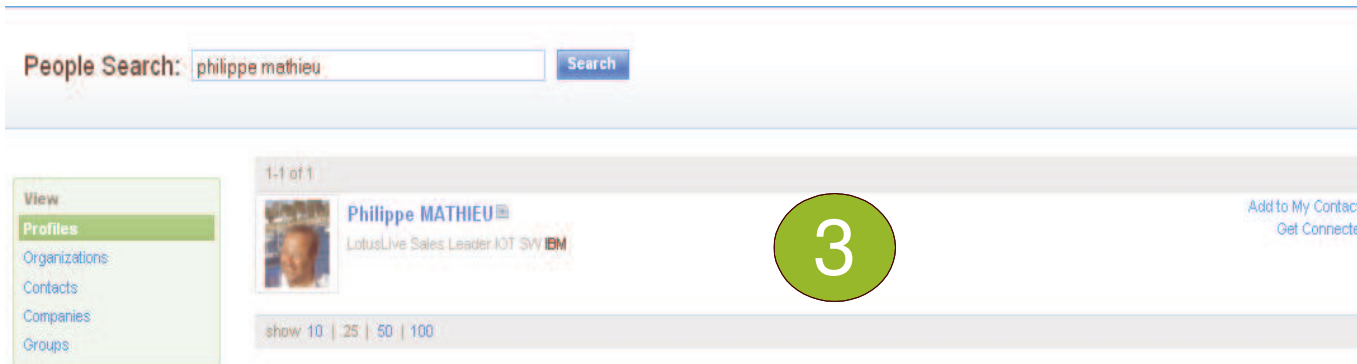 People Search: philippe mathieu Search
1-1 of 1
View
Profiles
Organizations
Contacts
Companies
Groups
Philippe MATHIEU
LotusLive Sales Leader IOT SW IBM
3
Add to My Contac
Get Connecte
show 10 | 25 | 50 | 100